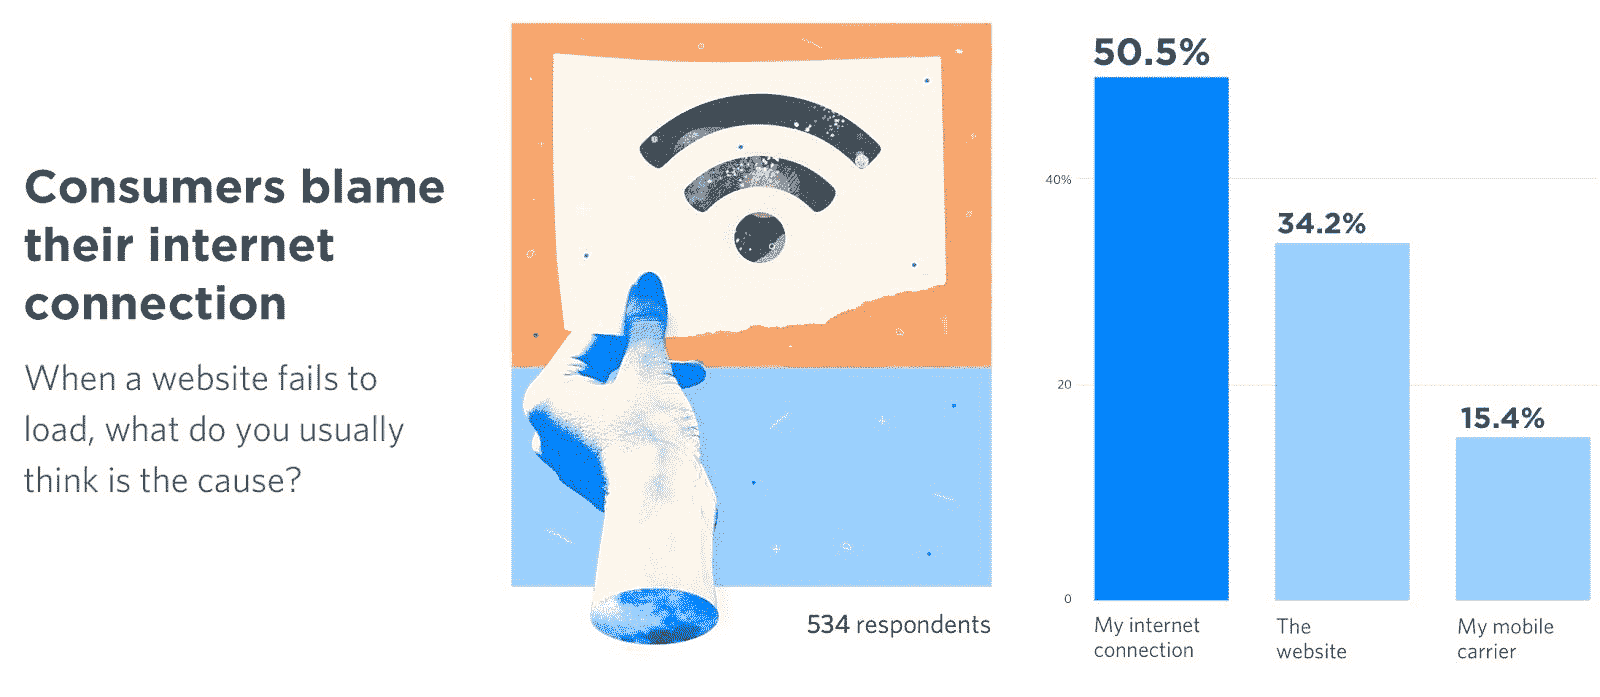 Consumers blame
their internet
connection
When a website fails to
load, what do you usually
think is the cause?
534 respondents
50.5%
40%
34.2%
20
15.4%
0
My internet
connection
The
website
My mobile
carrier